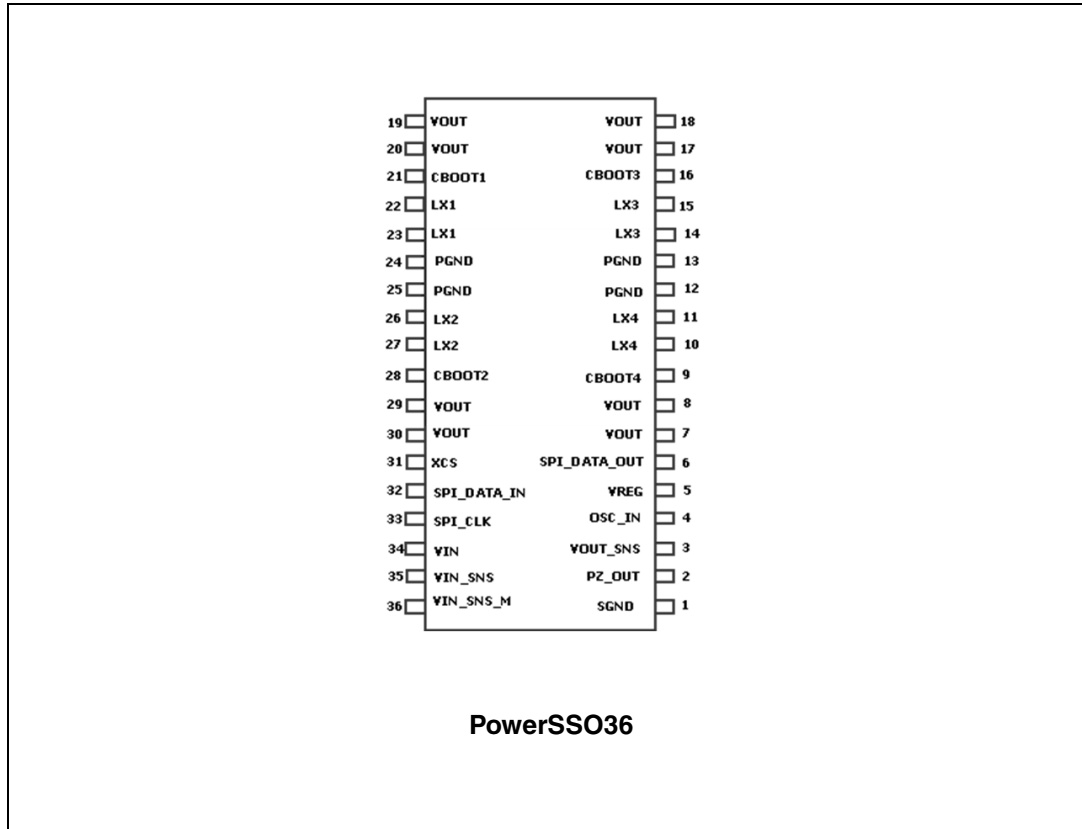 19 VOUT VOUT 18
20 VOUT VOUT 17
21 CBOOT1 CBOOT3 16
22 LX1 LX3 15
23 LX1 LX3 14
24 PGND PGND 13
25 PGND PGND 12
26 LX2 LX4 11
27 LX2 LX4 10
28 CBOOT2 CBOOT4 9
29 VOUT VOUT 8
30 VOUT VOUT 7
31 XCS SPI_DATA_OUT 6
32 SPI_DATA_IN VREG 5
33 SPI_CLK OSC_IN 4
34 VIN VOUT_SNS 3
35 VIN_SNS PZ_OUT 2
36 VIN_SNS_M SGND 1
PowerSSO36